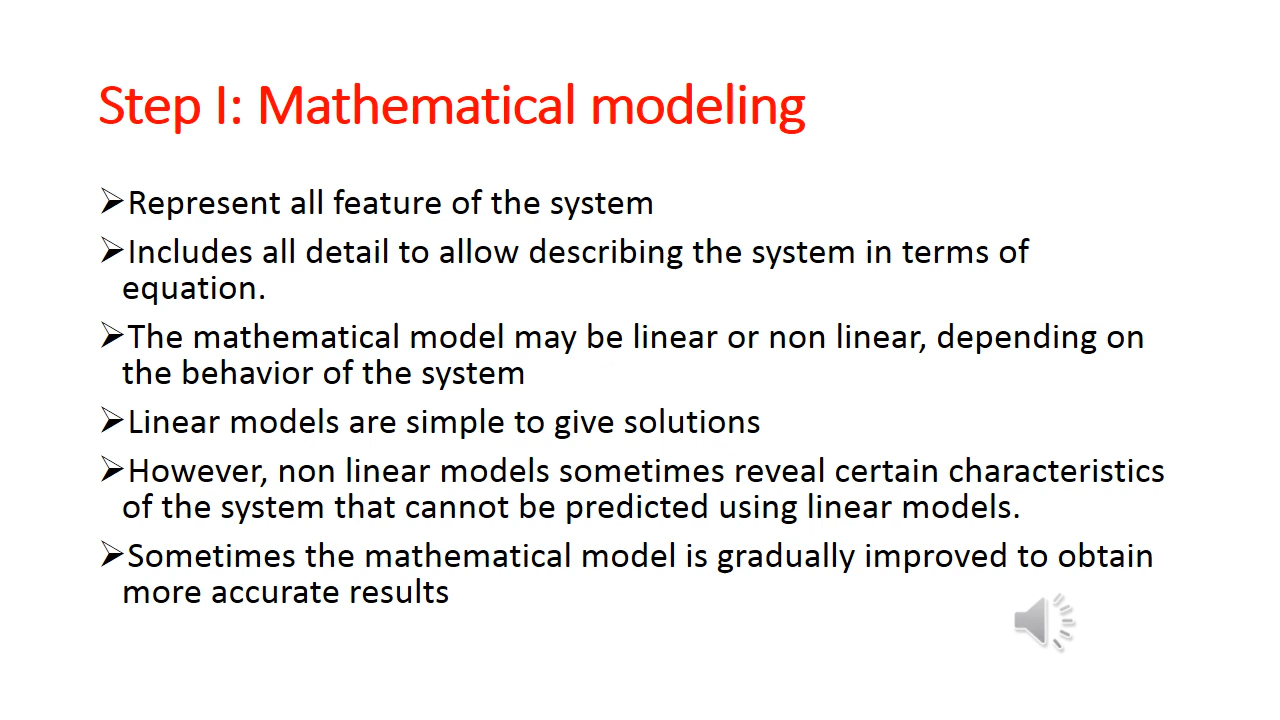 Step I: Mathematical modeling
➢Represent all feature of the system
➢Includes all detail to allow describing the system in terms of
equation.
➢The mathematical model may be linear or non linear, depending on
the behavior of the system
➢Linear models are simple to give solutions
➢However, non linear models sometimes reveal certain characteristics
of the system that cannot be predicted using linear models.
➢Sometimes the mathematical model is gradually improved to obtain
more accurate results